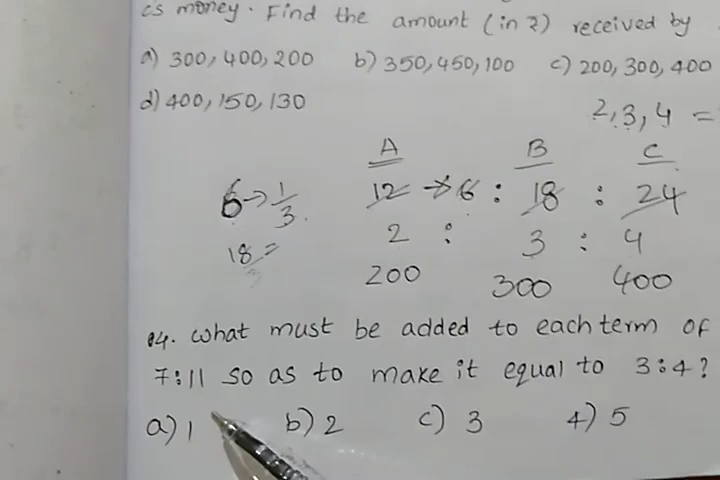 c's money. Find the amount (in ₹) received by
a) 300, 400, 200 b) 350, 450, 100 c) 200, 300, 400
d) 400, 150, 130
2, 3, 4 =
A B C
6 → 1/3 12 → 6 : 18 : 24
18 = 2 : 3 : 4
200 300 400
04. What must be added to each term of
7:11 so as to make it equal to 3:4?
a) 1 b) 2 c) 3 4) 5